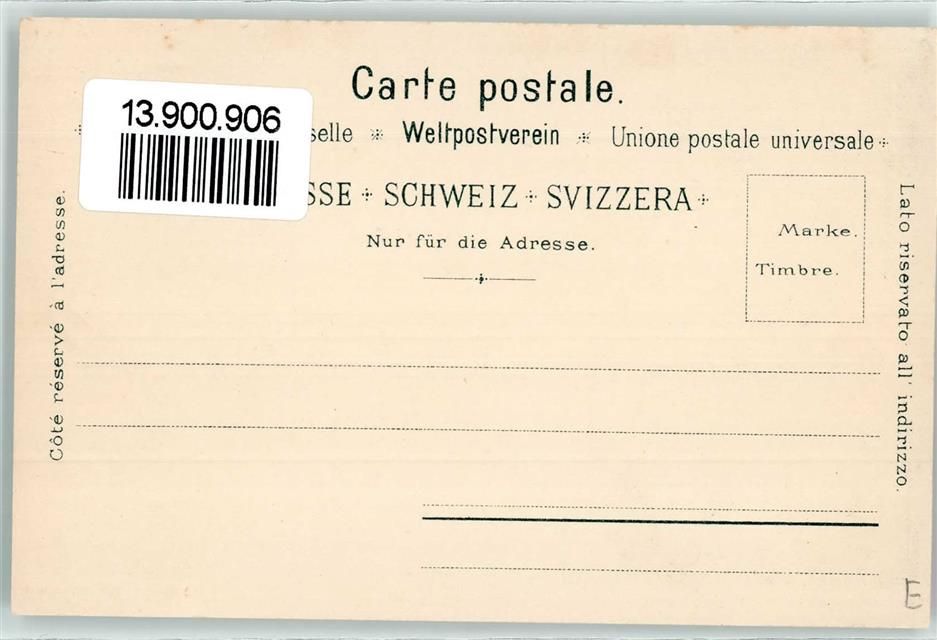 Carte postale.
13.900.906
selle Weltpostverein Unione postale universale
SSE SCHWEIZ SVIZZERA
Nur für die Adresse.
Marke.
Timbre.
Côté réservé à l'adresse.
Lato riservato all' indirizzo.
E